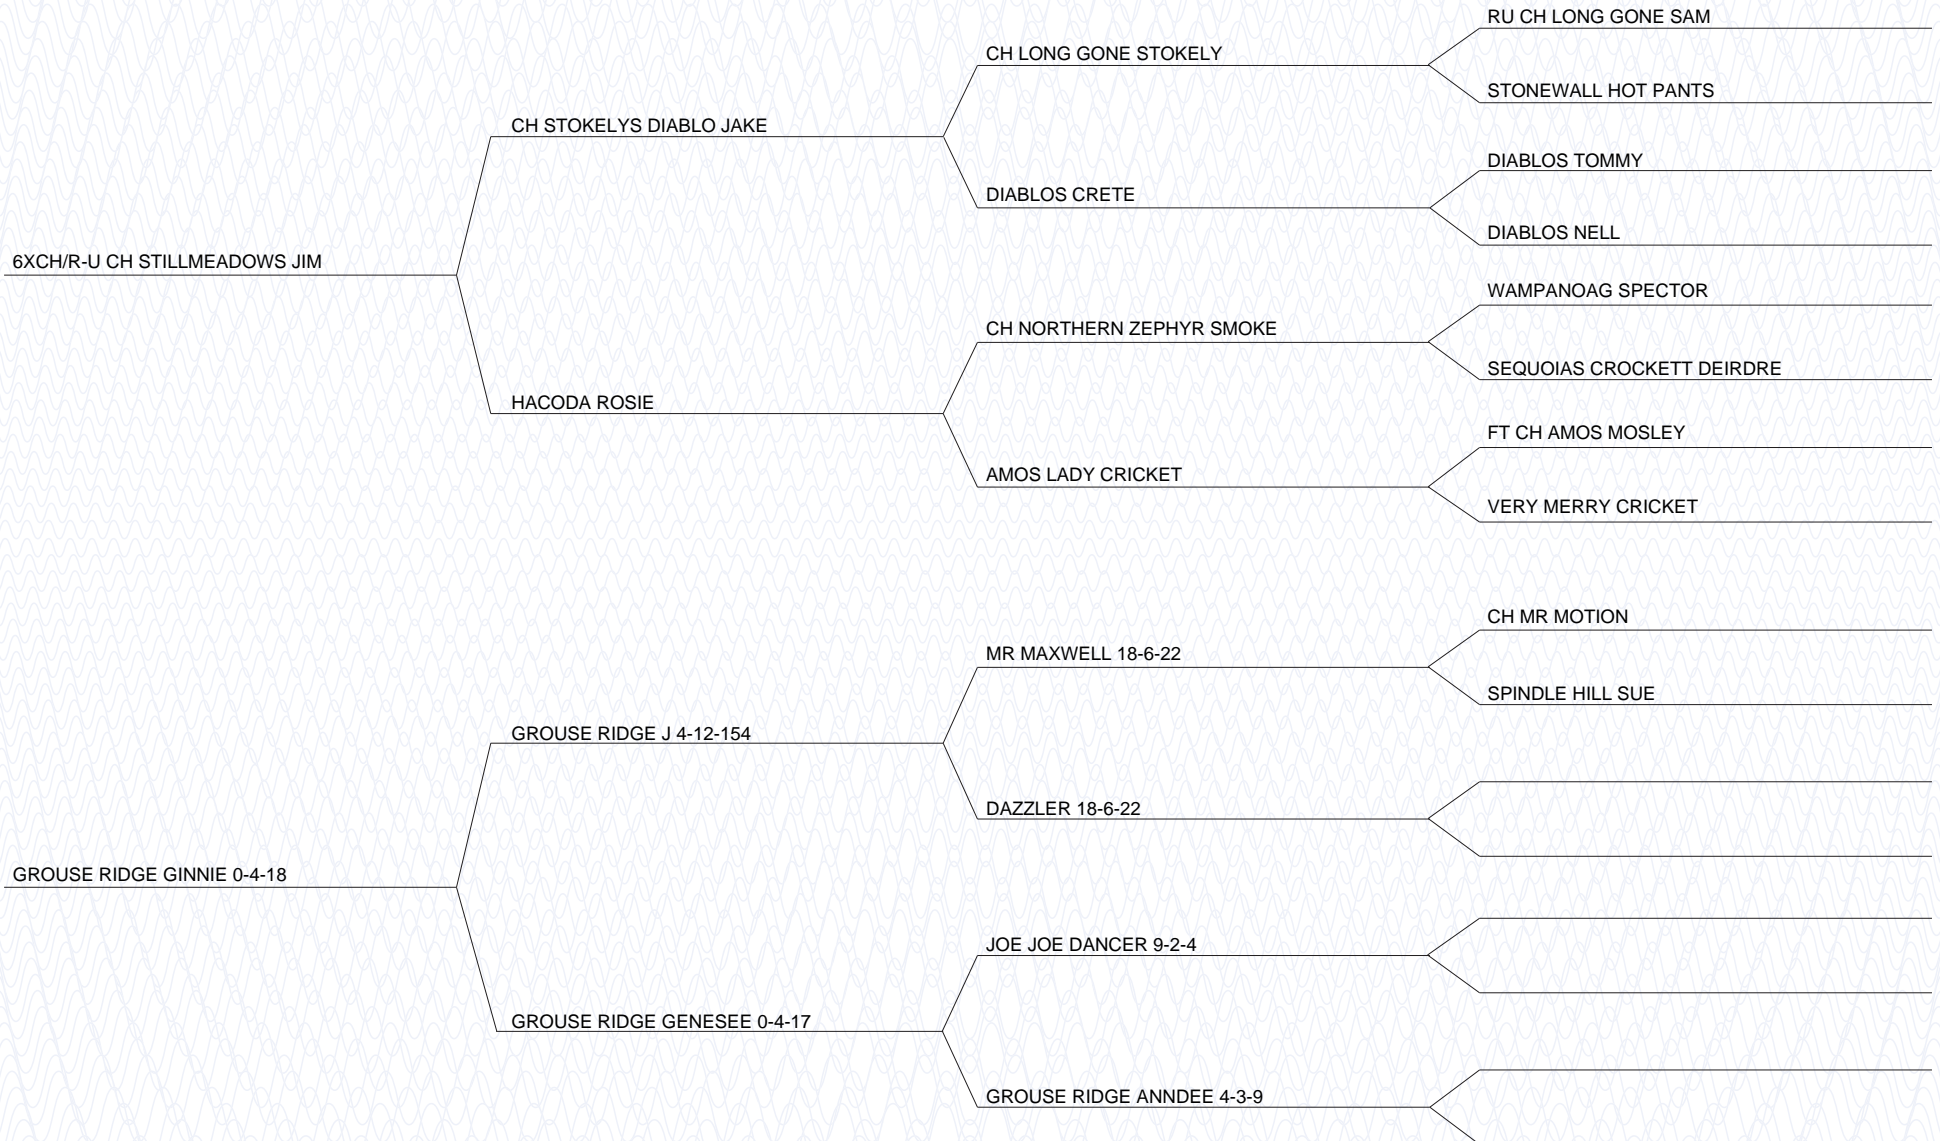 RU CH LONG GONE SAM
CH LONG GONE STOKELY
STONEWALL HOT PANTS
CH STOKELYS DIABLO JAKE
DIABLOS TOMMY
DIABLOS CRETE
DIABLOS NELL
6XCH/R-U CH STILLMEADOWS JIM
WAMPANOAG SPECTOR
CH NORTHERN ZEPHYR SMOKE
SEQUOIAS CROCKETT DEIRDRE
HACODA ROSIE
FT CH AMOS MOSLEY
AMOS LADY CRICKET
VERY MERRY CRICKET
CH MR MOTION
MR MAXWELL 18-6-22
SPINDLE HILL SUE
GROUSE RIDGE J 4-12-154
DAZZLER 18-6-22
GROUSE RIDGE GINNIE 0-4-18
JOE JOE DANCER 9-2-4
GROUSE RIDGE GENESEE 0-4-17
GROUSE RIDGE ANNDEE 4-3-9